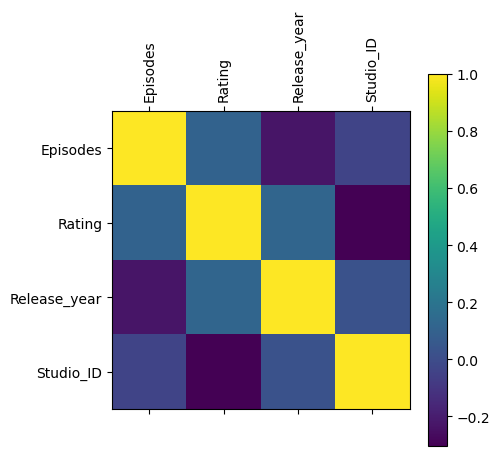 Episodes
Rating
Release_year
Studio_ID
Episodes
Rating
Release_year
Studio_ID
1.0
0.8
0.6
0.4
0.2
0.0
−0.2